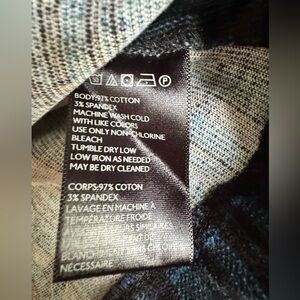 BODY:97% COTTON
3% SPANDEX
MACHINE WASH COLD
WITH LIKE COLORS
USE ONLY NON-CHLORINE
BLEACH
TUMBLE DRY LOW
LOW IRON AS NEEDED
MAY BE DRY CLEANED
CORPS:97% COTON
3% SPANDEX
LAVAGE EN MACHINE À
TEMPÉRATURE FROIDE
SIMILAIRES
NÉCESSAIRE